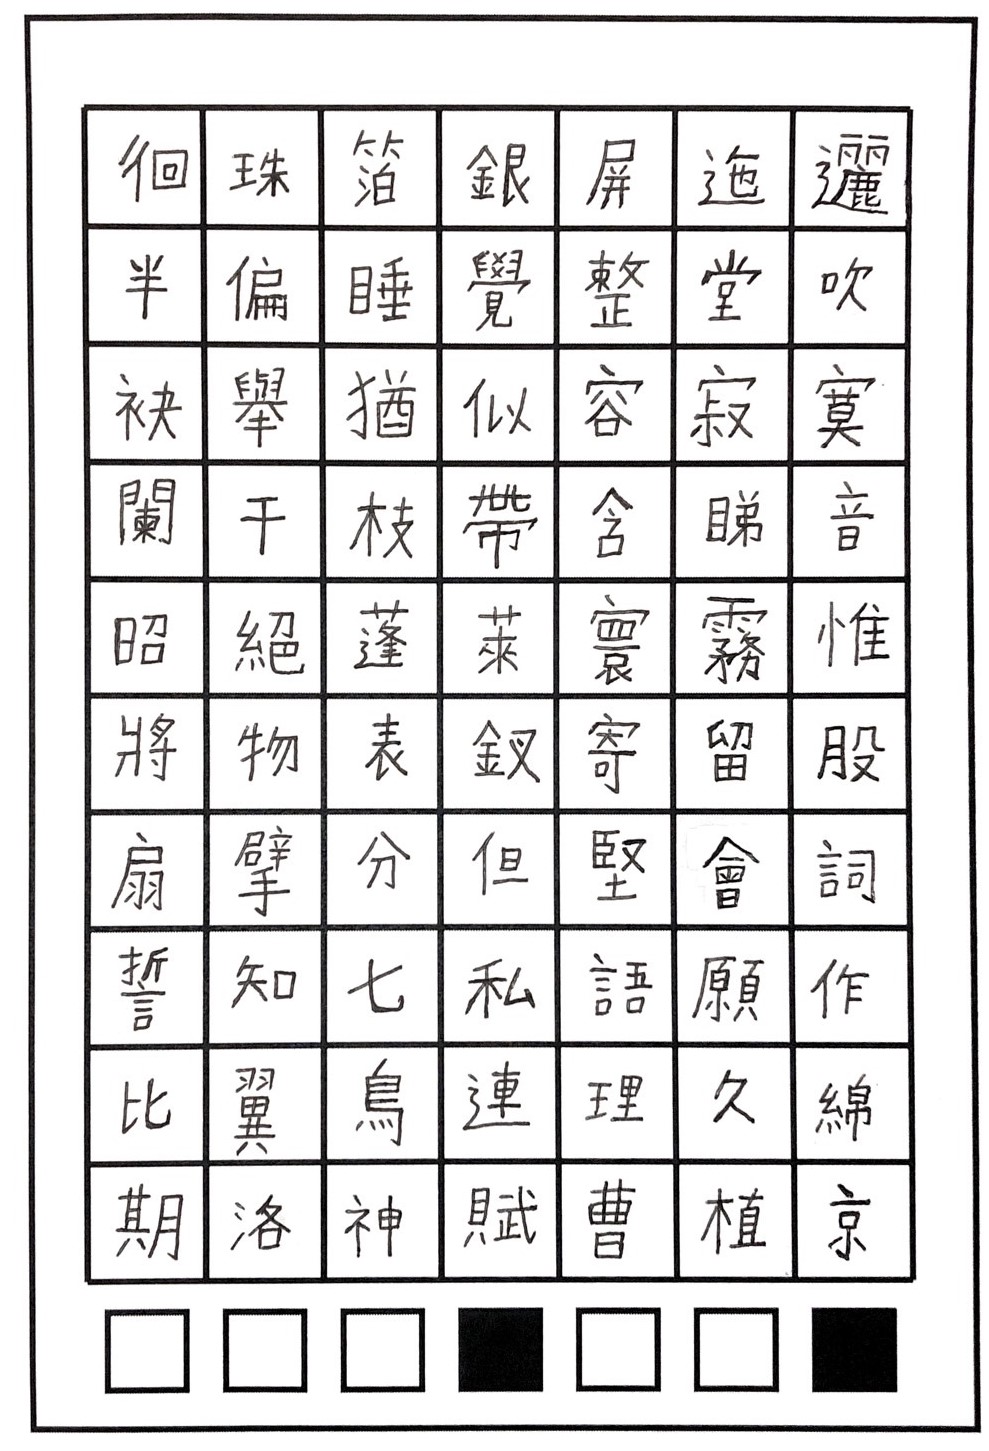 徊珠箔銀屏迤邐
半偏睡覺整堂吹
袂舉猶似容寂寞
闌干枝帶含睇音
昭絕蓬萊寰霧惟
將物表釵寄留股
扇擘分但堅會詞
誓知七私語願作
比翼鳥連理久綿
期洛神賦曹植京